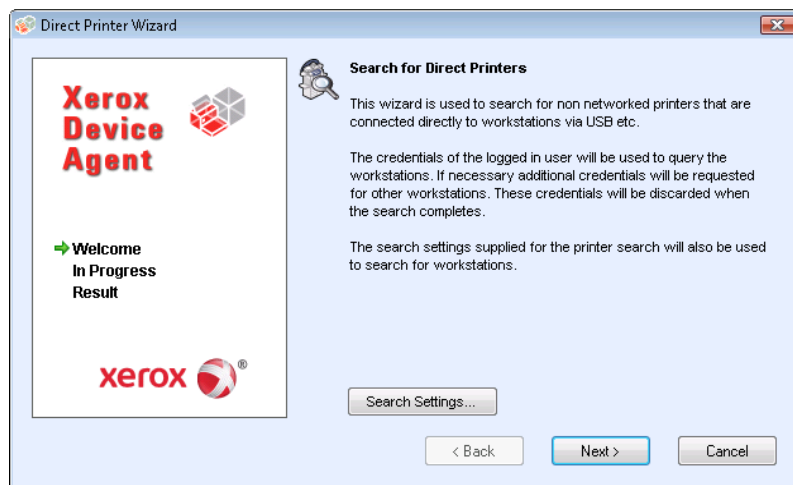 Direct Printer Wizard
Xerox
Device
Agent
Welcome
In Progress
Result
xerox ®
Search for Direct Printers
This wizard is used to search for non networked printers that are
connected directly to workstations via USB etc.
The credentials of the logged in user will be used to query the
workstations. If necessary additional credentials will be requested
for other workstations. These credentials will be discarded when
the search completes.
The search settings supplied for the printer search will also be used
to search for workstations.
Search Settings...
< Back
Next >
Cancel